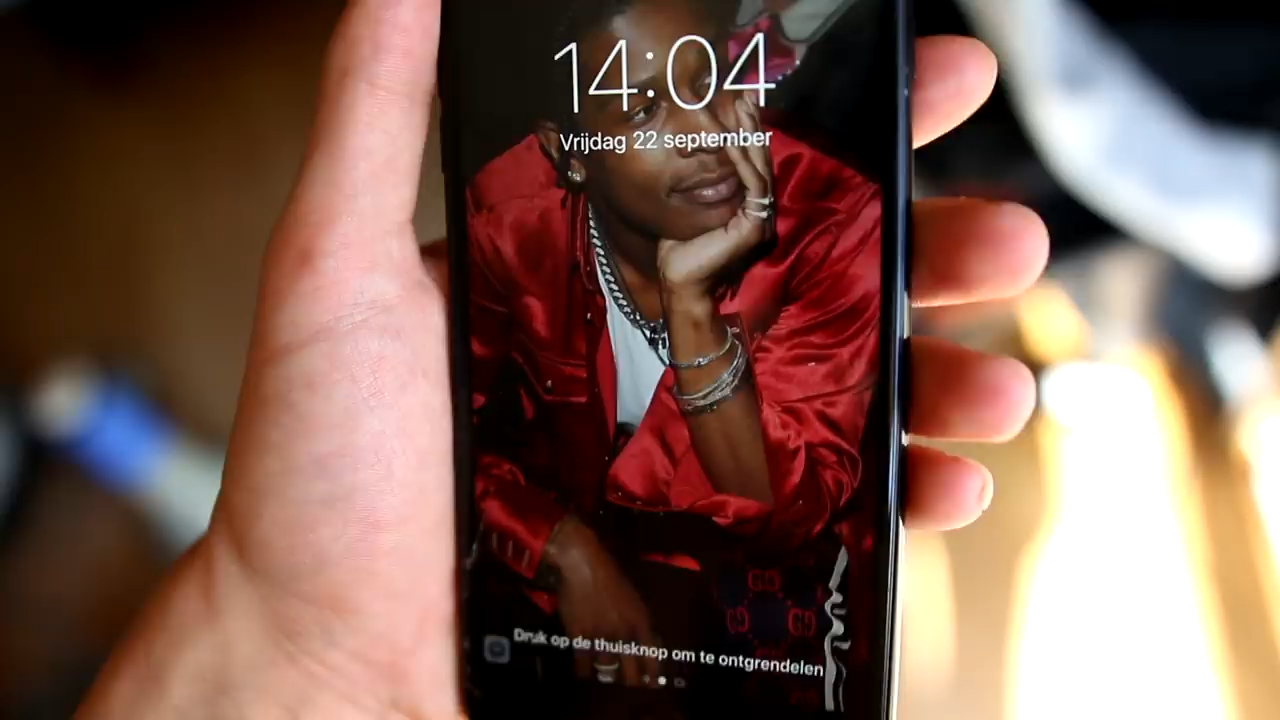 14:04
Vrijdag 22 september
Druk op de thuisknop om te ontgrendelen